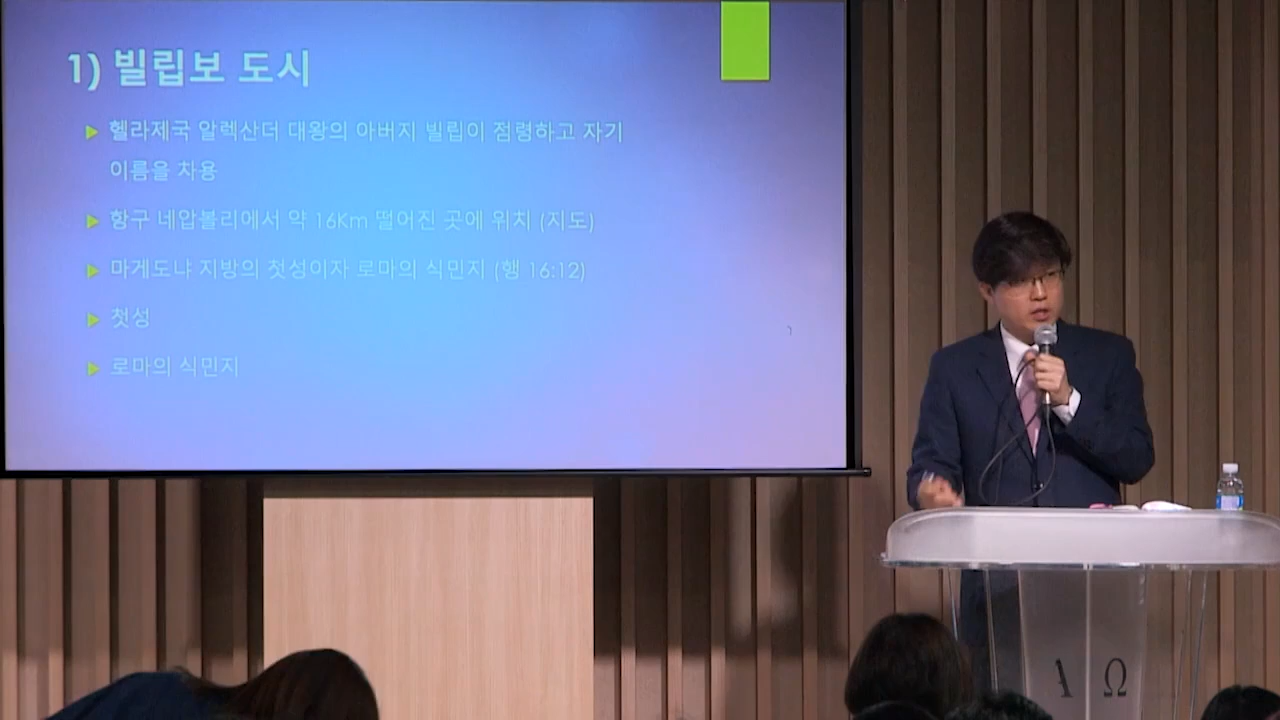 1) 빌립보 도시
▶ 헬라제국 알렉산더 대왕의 아버지 빌립이 점령하고 자기
이름을 차용
▶ 항구 네압볼리에서 약 16Km 떨어진 곳에 위치 (지도)
▶ 마게도냐 지방의 첫성이자 로마의 식민지 (행 16:12)
▶ 첫성
▶ 로마의 식민지
Α Ω